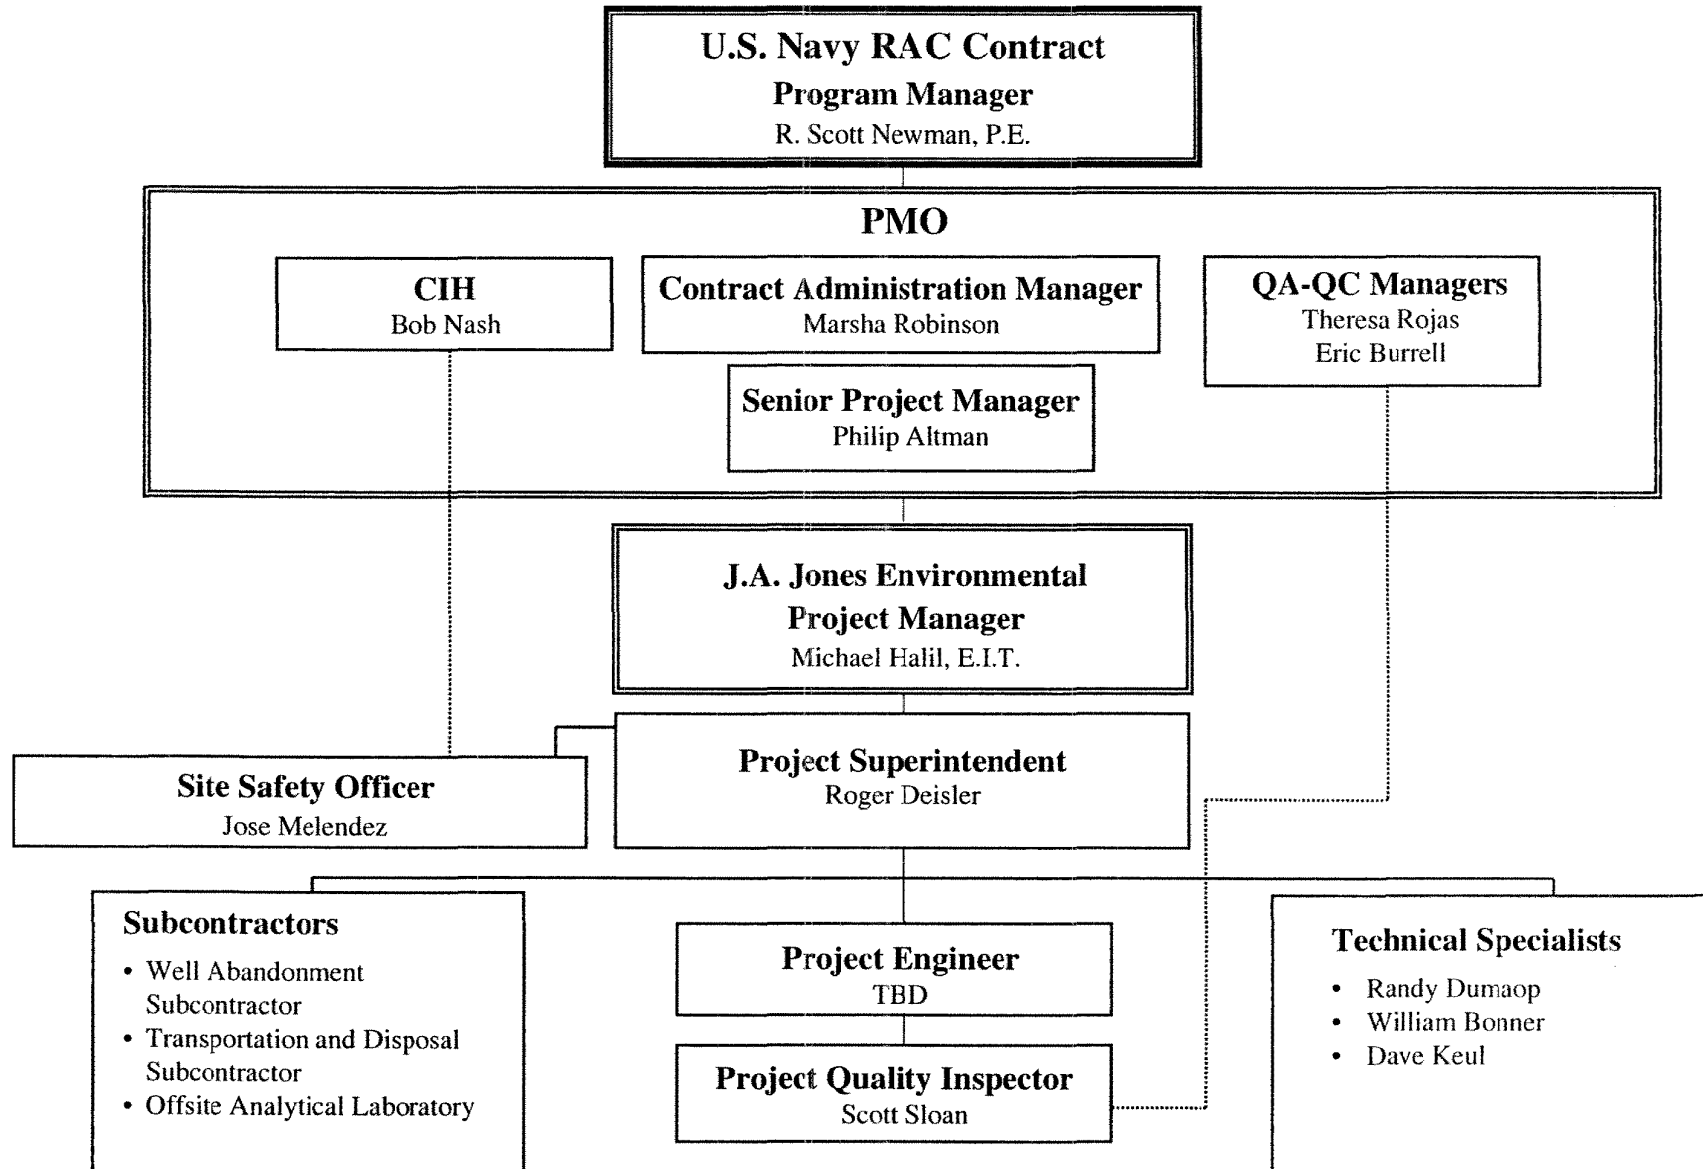 U.S. Navy RAC Contract
Program Manager
R. Scott Newman, P.E.
PMO
CIH
Bob Nash
Contract Administration Manager
Marsha Robinson
QA-QC Managers
Theresa Rojas
Eric Burrell
Senior Project Manager
Philip Altman
J.A. Jones Environmental
Project Manager
Michael Halil, E.I.T.
Site Safety Officer
Jose Melendez
Project Superintendent
Roger Deisler
Subcontractors
• Well Abandonment
Subcontractor
• Transportation and Disposal
Subcontractor
• Offsite Analytical Laboratory
Project Engineer
TBD
Project Quality Inspector
Scott Sloan
Technical Specialists
• Randy Dumaop
• William Bonner
• Dave Keul